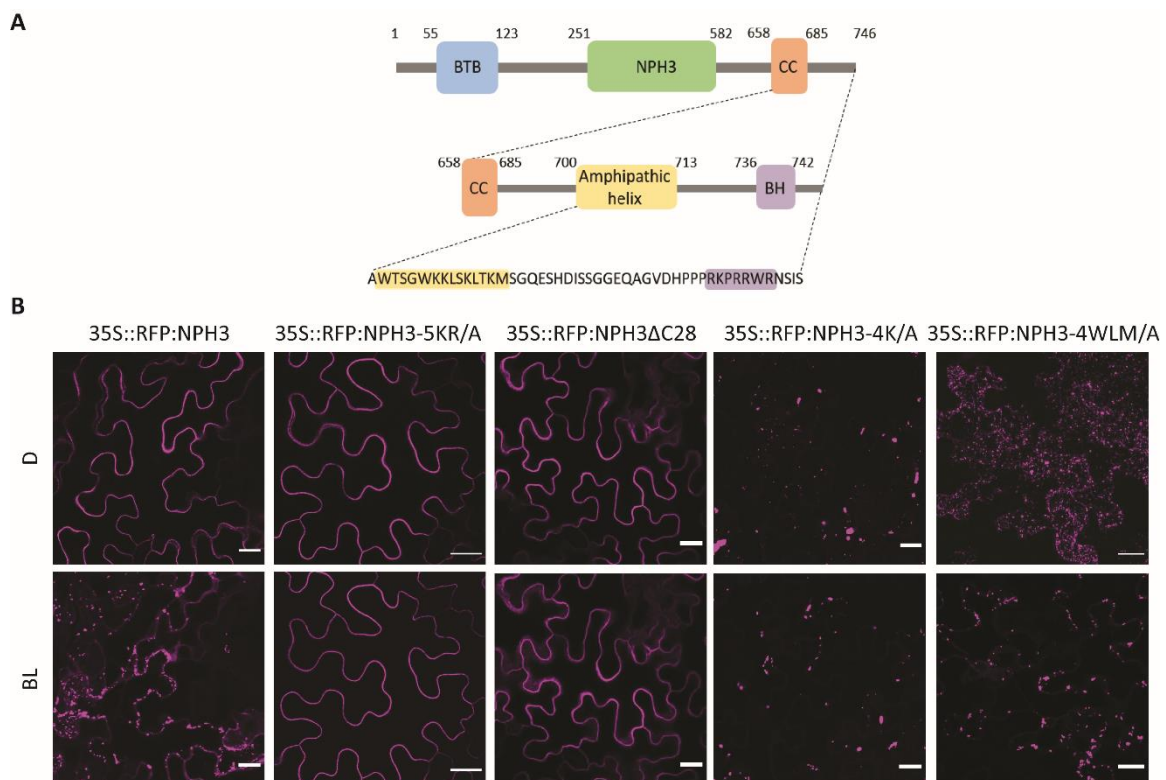 A
1 55 123 251 582 658 685 746
BTB NPH3 CC
658 685 700 713 736 742
CC Amphipathic helix BH
AWTSGWKKLSKLTKMSGQESHDISSGGEQAGVDHPPPRKPRRWRNSIS
B
35S::RFP:NPH3 35S::RFP:NPH3-5KR/A 35S::RFP:NPH3ΔC28 35S::RFP:NPH3-4K/A 35S::RFP:NPH3-4WLM/A
D
BL